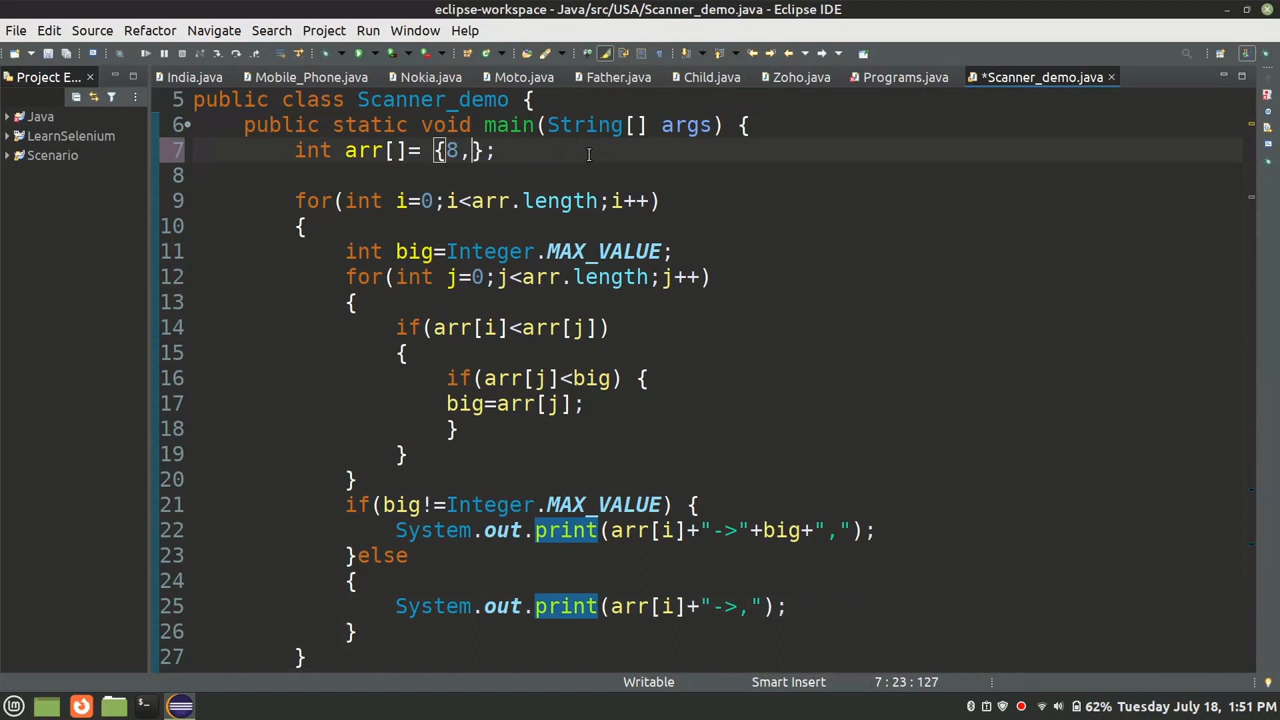 eclipse-workspace - Java/src/USA/Scanner_demo.java - Eclipse IDE
File Edit Source Refactor Navigate Search Project Run Window Help
Project E... India.java Mobile_Phone.java Nokia.java Moto.java Father.java Child.java Zoho.java Programs.java *Scanner_demo.java
Java
LearnSelenium
Scenario
5 public class Scanner_demo {
6 public static void main(String[] args) {
7 int arr[]= {8,};
8
9 for(int i=0;i<arr.length;i++)
10 {
11 int big=Integer.MAX_VALUE;
12 for(int j=0;j<arr.length;j++)
13 {
14 if(arr[i]<arr[j])
15 {
16 if(arr[j]<big) {
17 big=arr[j];
18 }
19 }
20 }
21 if(big!=Integer.MAX_VALUE) {
22 System.out.print(arr[i]+"->"+big+",");
23 }else
24 {
25 System.out.print(arr[i]+"->,");
26 }
27 }
Writable Smart Insert 7 : 23 : 127
62% Tuesday July 18, 1:51 PM